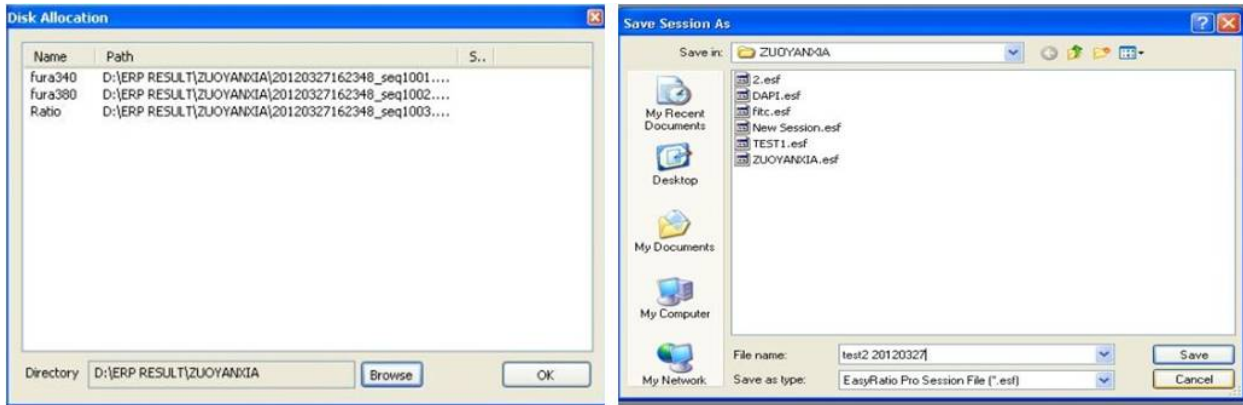 Disk Allocation
Name Path S..
fura340 D:\ERP RESULT\ZUOYANXIA\20120327162348_seq1001....
fura380 D:\ERP RESULT\ZUOYANXIA\20120327162348_seq1002....
Ratio D:\ERP RESULT\ZUOYANXIA\20120327162348_seq1003....
Directory D:\ERP RESULT\ZUOYANXIA Browse OK
Save Session As
Save in: ZUOYANXIA
My Recent
Documents
Desktop
My Documents
My Computer
My Network
2.esf
DAPI.esf
fitc.esf
New Session.esf
TEST1.esf
ZUOYANXIA.esf
File name: test2 20120327 Save
Save as type: EasyRatio Pro Session File (*.esf) Cancel